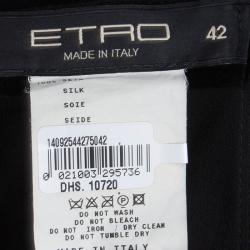 ETRO 42
MADE IN ITALY
SILK
SOIE
SEIDE
14092544275042
0 021003 295736
DHS. 10720
DO NOT WASH
DO NOT BLEACH
DO NOT IRON / DRY CLEAN
DO NOT TUMBLE DRY
MADE IN ITALY